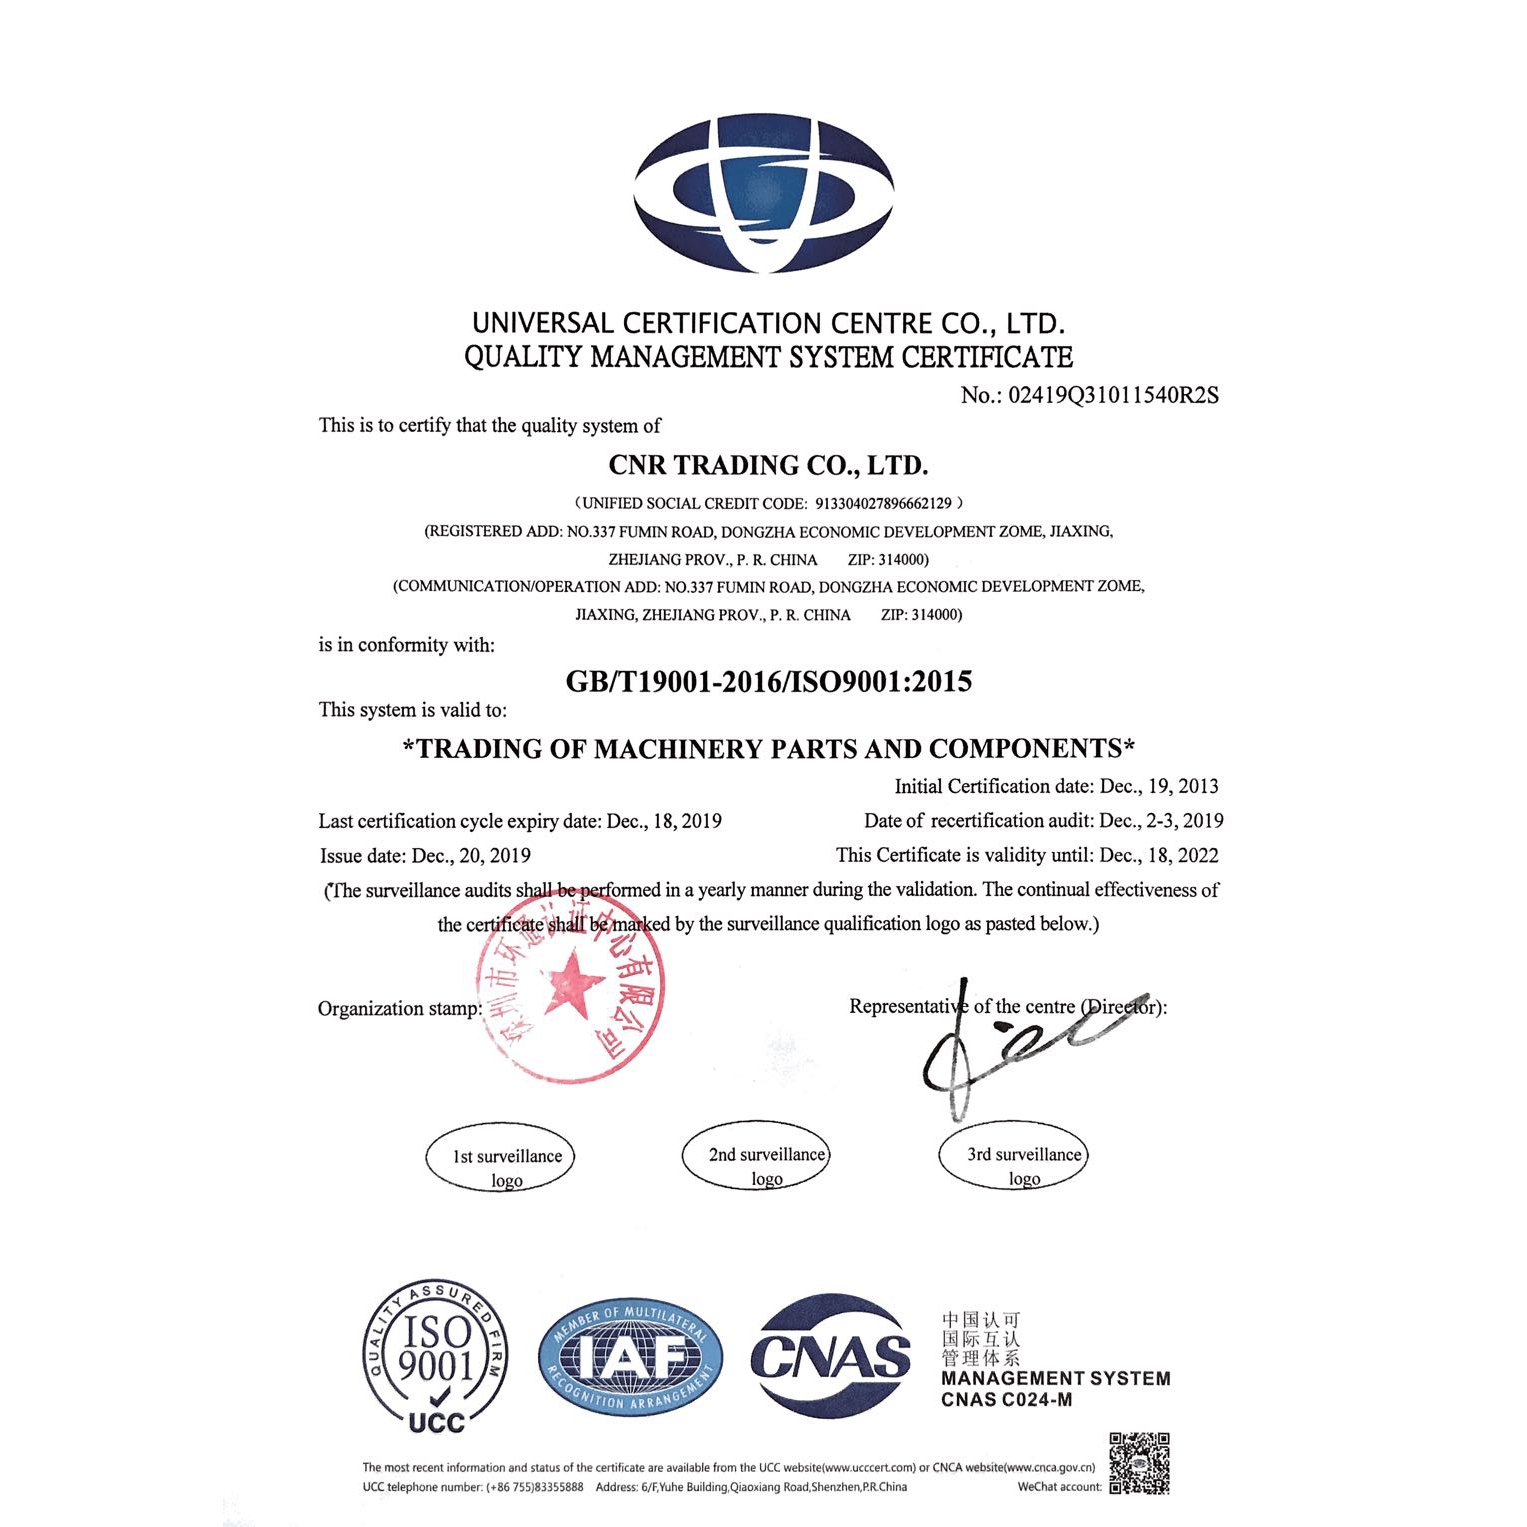 UNIVERSAL CERTIFICATION CENTRE CO., LTD.
QUALITY MANAGEMENT SYSTEM CERTIFICATE
No.: 02419Q31011540R2S
This is to certify that the quality system of
CNR TRADING CO., LTD.
(UNIFIED SOCIAL CREDIT CODE: 913304027896662129 )
(REGISTERED ADD: NO.337 FUMIN ROAD, DONGZHA ECONOMIC DEVELOPMENT ZOME, JIAXING,
ZHEJIANG PROV., P. R. CHINA ZIP: 314000)
(COMMUNICATION/OPERATION ADD: NO.337 FUMIN ROAD, DONGZHA ECONOMIC DEVELOPMENT ZOME,
JIAXING, ZHEJIANG PROV., P. R. CHINA ZIP: 314000)
is in conformity with:
GB/T19001-2016/ISO9001:2015
This system is valid to:
*TRADING OF MACHINERY PARTS AND COMPONENTS*
Initial Certification date: Dec., 19, 2013
Last certification cycle expiry date: Dec., 18, 2019 Date of recertification audit: Dec., 2-3, 2019
Issue date: Dec., 20, 2019 This Certificate is validity until: Dec., 18, 2022
(The surveillance audits shall be performed in a yearly manner during the validation. The continual effectiveness of
the certificate shall be marked by the surveillance qualification logo as pasted below.)
深圳市环通认证中心有限公司
Organization stamp: Representative of the centre (Director):
1st surveillance
logo
2nd surveillance
logo
3rd surveillance
logo
QUALITY ASSURED FIRM
ISO
9001
UCC
MEMBER OF MULTILATERAL
IAF
RECOGNITION ARRANGEMENT
CNAS
中国认可
国际互认
管理体系
MANAGEMENT SYSTEM
CNAS C024-M
The most recent information and status of the certificate are available from the UCC website(www.ucccert.com) or CNCA website(www.cnca.gov.cn)
UCC telephone number: (+86 755)83355888 Address: 6/F,Yuhe Building,Qiaoxiang Road,Shenzhen,P.R.China WeChat account: